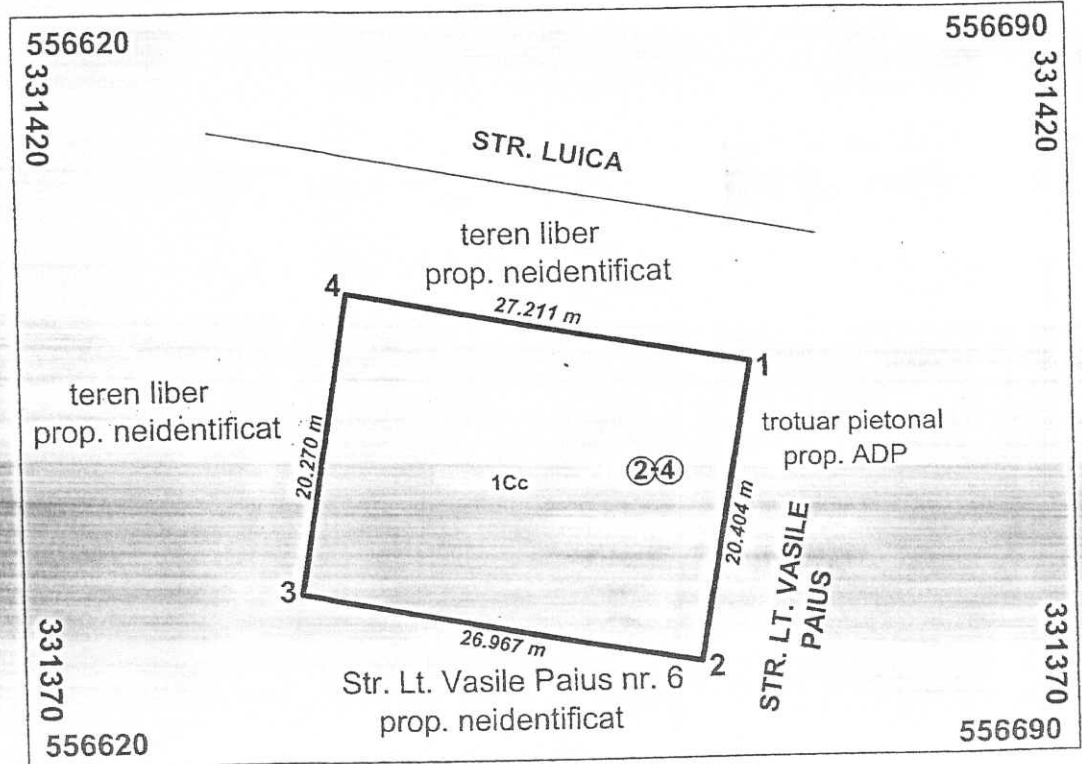 556620
331420
556690
331420
STR. LUICA
teren liber
prop. neidentificat
4
27.211 m
1
teren liber
prop. neidentificat
20.270 m
1Cc
2-4
20.404 m
trotuar pietonal
prop. ADP
STR. LT. VASILE
PAIUS
3
26.967 m
2
Str. Lt. Vasile Paius nr. 6
prop. neidentificat
331370
556620
331370
556690